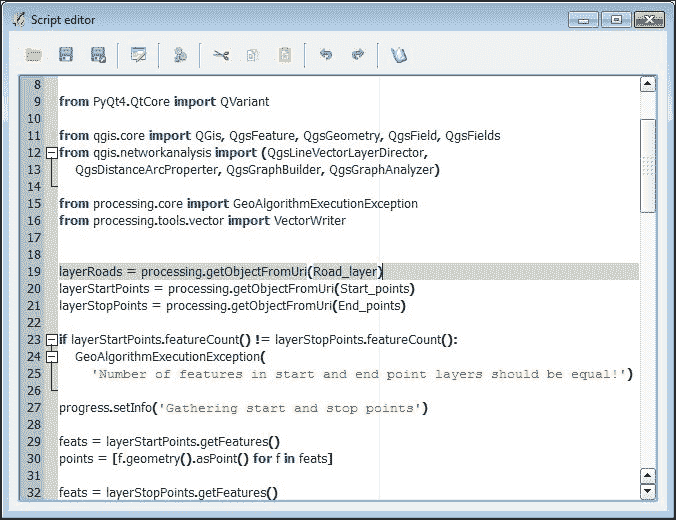 Script editor
8
9 from PyQt4.QtCore import QVariant
10
11 from qgis.core import QGis, QgsFeature, QgsGeometry, QgsField, QgsFields
12 from qgis.networkanalysis import (QgsLineVectorLayerDirector,
13 QgsDistanceArcProperter, QgsGraphBuilder, QgsGraphAnalyzer)
14
15 from processing.core import GeoAlgorithmExecutionException
16 from processing.tools.vector import VectorWriter
17
18
19 layerRoads = processing.getObjectFromUri(Road_layer)
20 layerStartPoints = processing.getObjectFromUri(Start_points)
21 layerStopPoints = processing.getObjectFromUri(End_points)
22
23 if layerStartPoints.featureCount() != layerStopPoints.featureCount():
24 GeoAlgorithmExecutionException(
25 'Number of features in start and end point layers should be equal!')
26
27 progress.setInfo('Gathering start and stop points')
28
29 feats = layerStartPoints.getFeatures()
30 points = [f.geometry().asPoint() for f in feats]
31
32 feats = layerStopPoints.getFeatures()